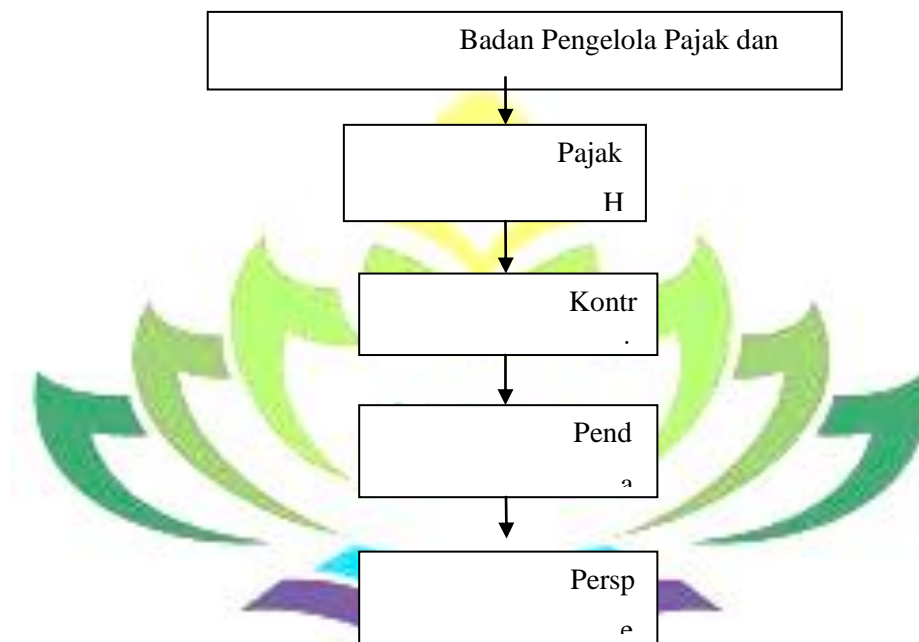 Badan Pengelola Pajak dan
Pajak
H
Kontr
.
Pend
a
Persp
e